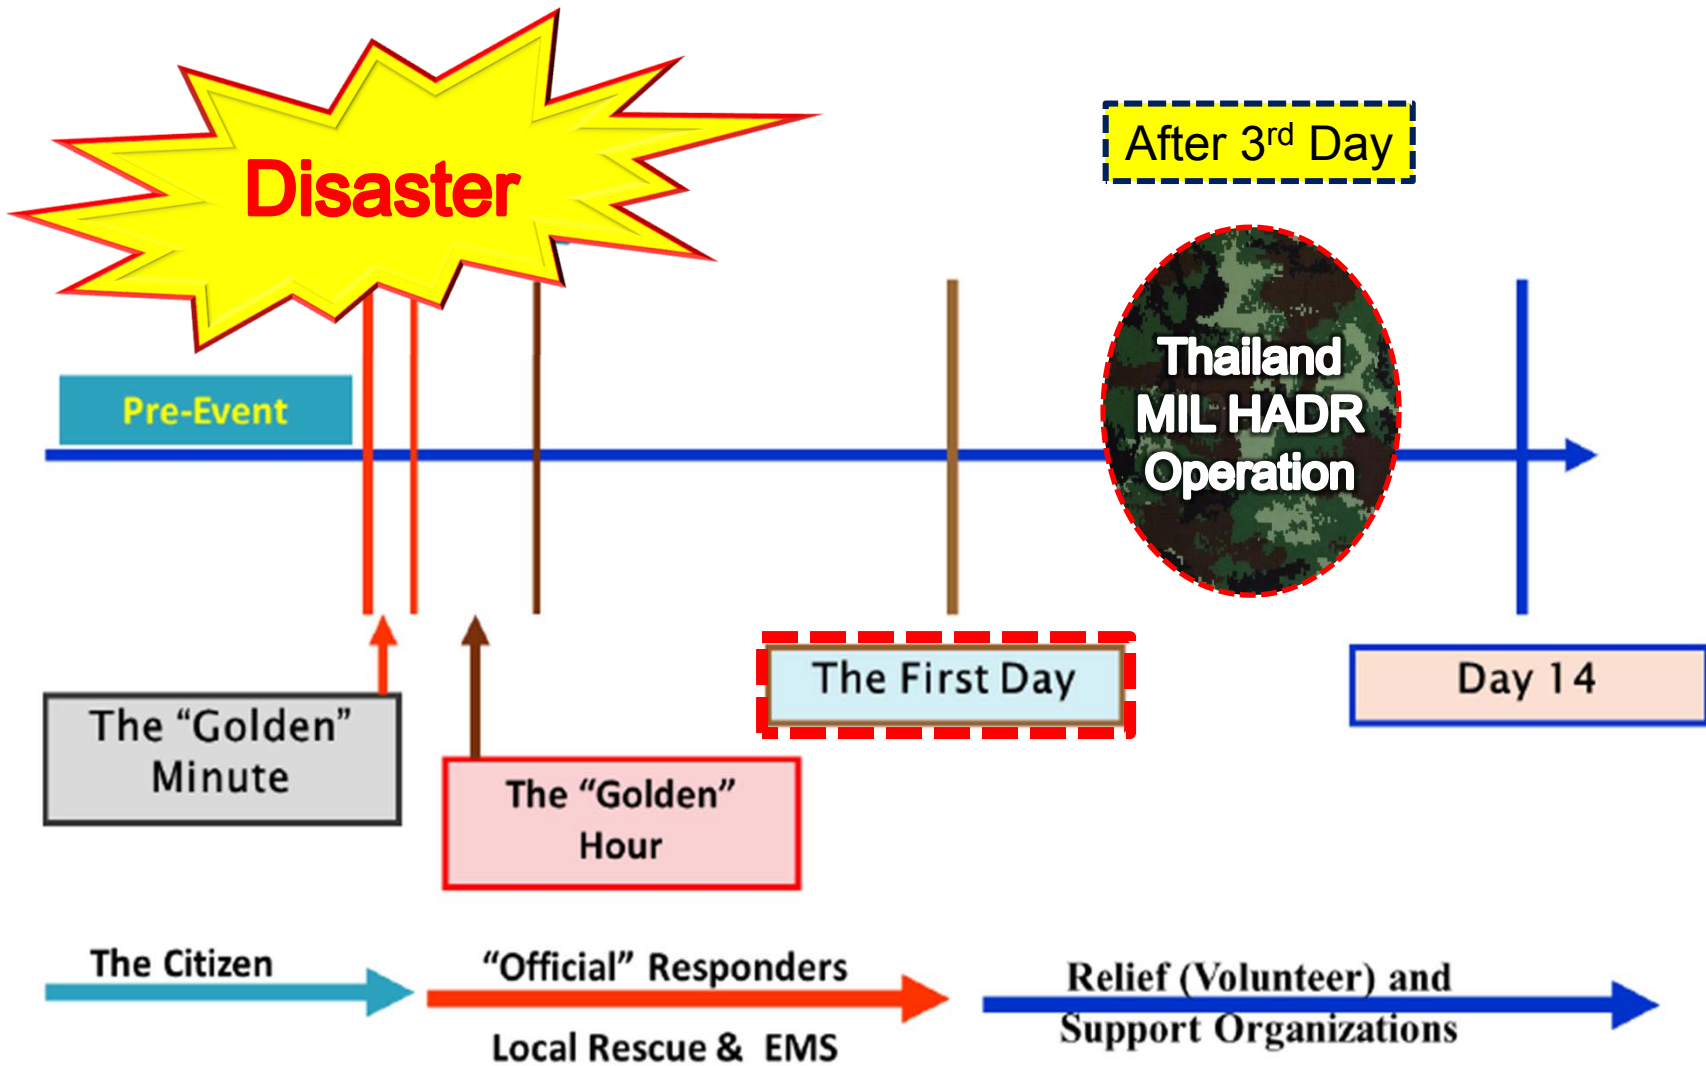 Disaster
After 3rd Day
Pre-Event
Thailand
MIL HADR
Operation
The First Day
Day 14
The “Golden”
Minute
The “Golden”
Hour
The Citizen
“Official” Responders
Local Rescue & EMS
Relief (Volunteer) and
Support Organizations